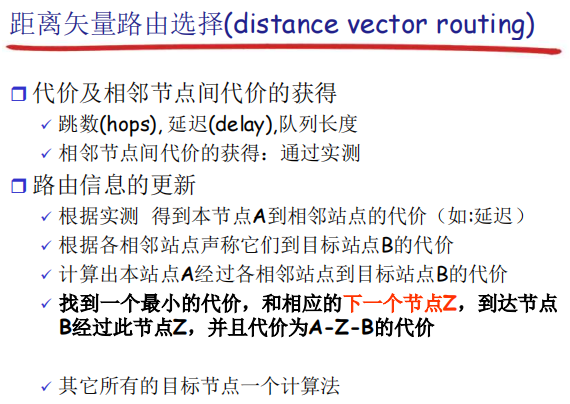 距离矢量路由选择(distance vector routing)
代价及相邻节点间代价的获得
跳数(hops), 延迟(delay),队列长度
相邻节点间代价的获得：通过实测
路由信息的更新
根据实测 得到本节点A到相邻站点的代价（如:延迟）
根据各相邻站点声称它们到目标站点B的代价
计算出本站点A经过各相邻站点到目标站点B的代价
找到一个最小的代价，和相应的下一个节点Z，到达节点
B经过此节点Z，并且代价为A-Z-B的代价
其它所有的目标节点一个计算法